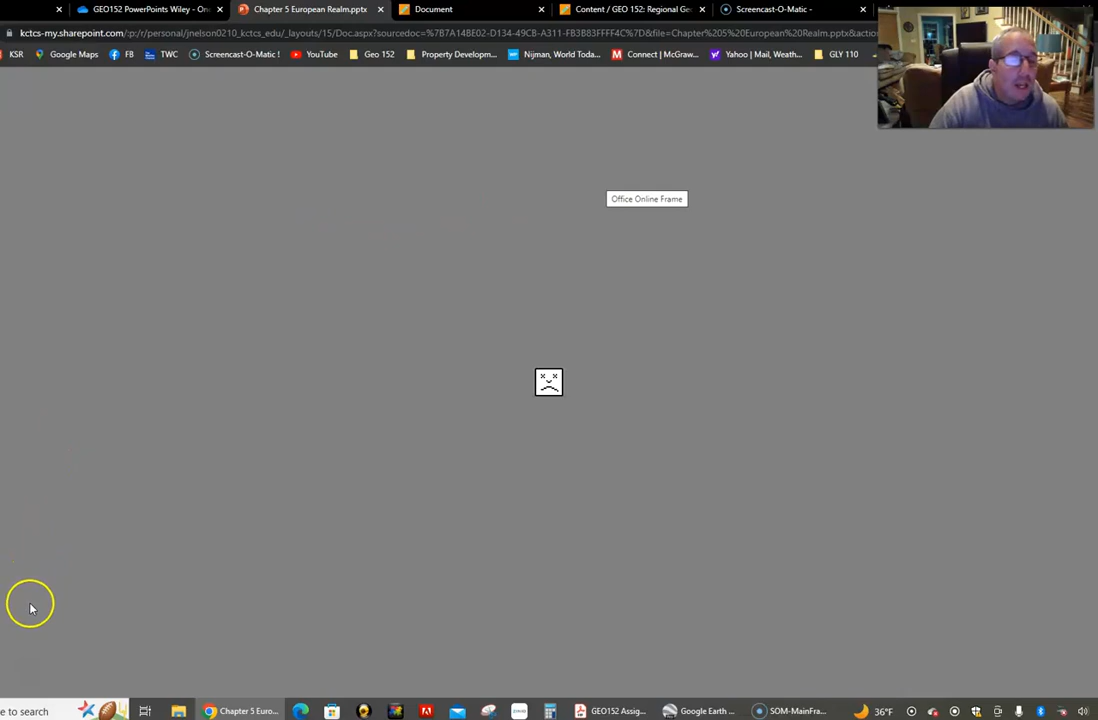 GEO152 PowerPoints Wiley - On
Chapter 5 European Realm.pptx
Document
Content / GEO 152: Regional Ge
Screencast-O-Matic -
kctcs-my.sharepoint.com/:p:/r/personal/jnelson0210_kctcs_edu/_layouts/15/Doc.aspx?sourcedoc=%7B7A14BE02-D134-49CB-A311-FB3B83FFFF4C%7D&file=Chapter%205%20European%20Realm.pptx&actio
KSR
Google Maps
FB
TWC
Screencast-O-Matic !
YouTube
Geo 152
Property Developm...
Nijman, World Toda...
Connect | McGraw...
Yahoo | Mail, Weath...
GLY 110
Office Online Frame
e to search
Chapter 5 Euro...
GEO152 Assig...
Google Earth ...
SOM-MainFra...
36°F